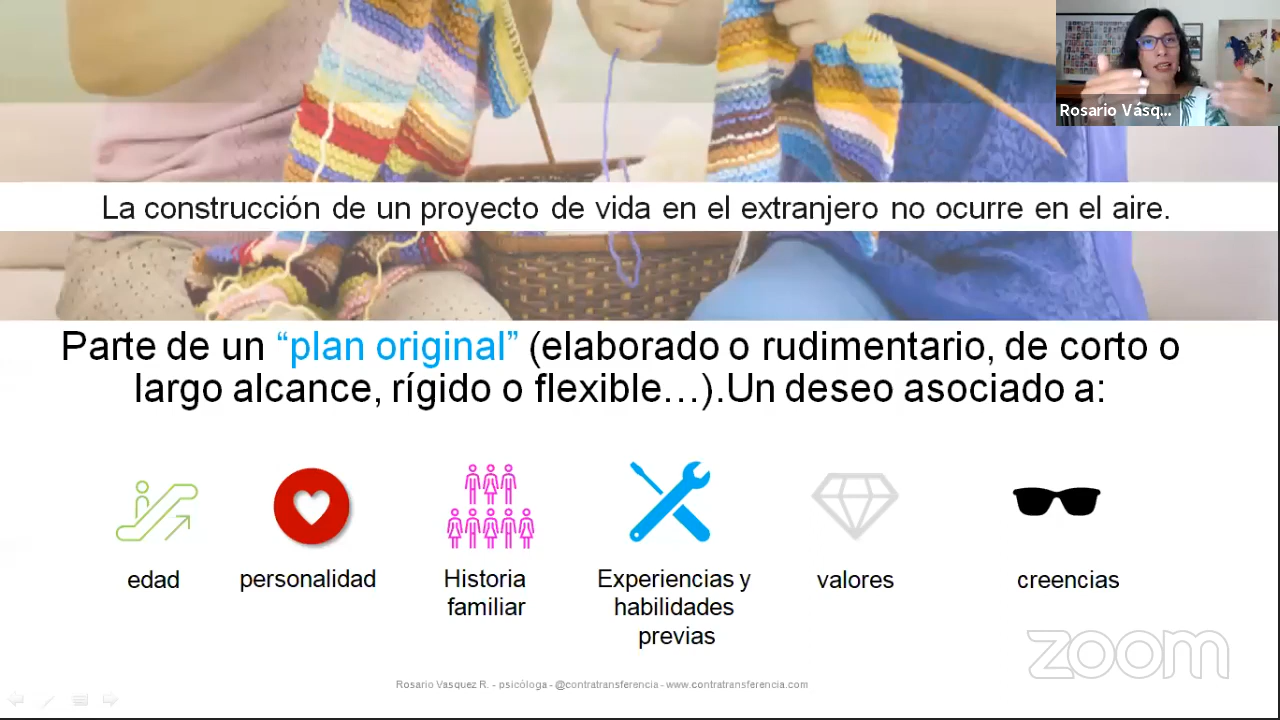 Rosario Vásq...
La construcción de un proyecto de vida en el extranjero no ocurre en el aire.
Parte de un “plan original” (elaborado o rudimentario, de corto o
largo alcance, rígido o flexible…).Un deseo asociado a:
edad
personalidad
Historia
familiar
Experiencias y
habilidades
previas
valores
creencias
zoom
Rosario Vasquez R. - psicóloga - @contratransferencia - www.contratransferencia.com